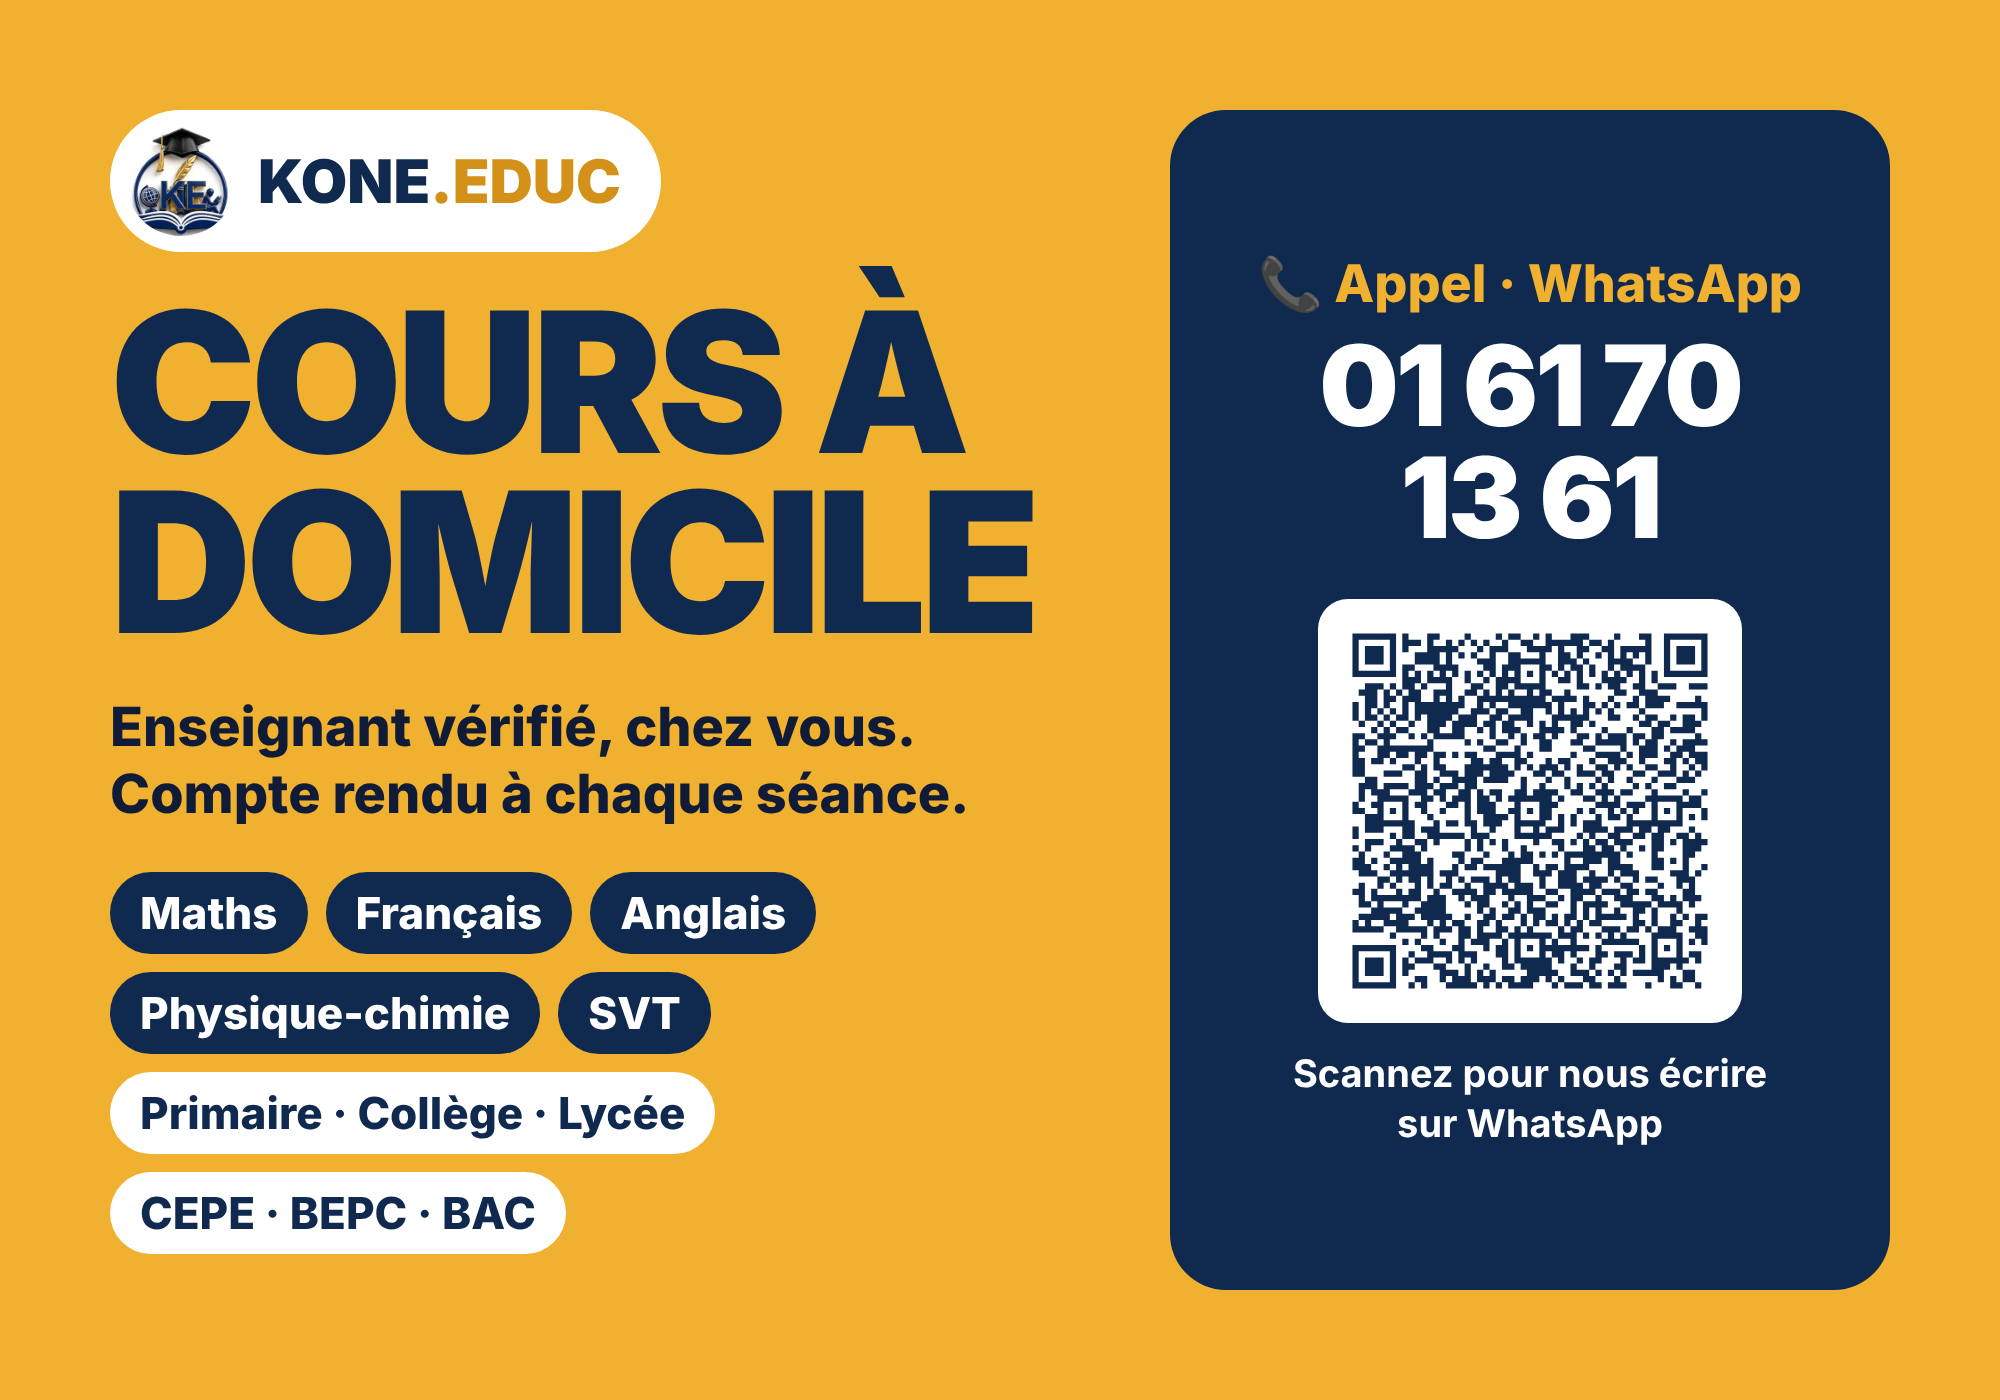 KE
KONE.EDUC
COURS À
DOMICILE
Enseignant vérifié, chez vous.
Compte rendu à chaque séance.
Maths
Français
Anglais
Physique-chimie
SVT
Primaire · Collège · Lycée
CEPE · BEPC · BAC
📞 Appel · WhatsApp
01 61 70
13 61
Scannez pour nous écrire
sur WhatsApp